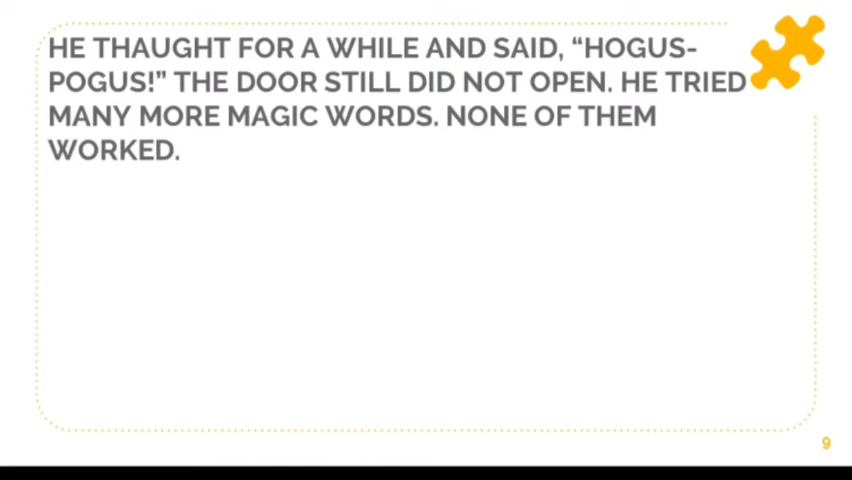 HE THAUGHT FOR A WHILE AND SAID, “HOGUS-
POGUS!” THE DOOR STILL DID NOT OPEN. HE TRIED
MANY MORE MAGIC WORDS. NONE OF THEM
WORKED.
9